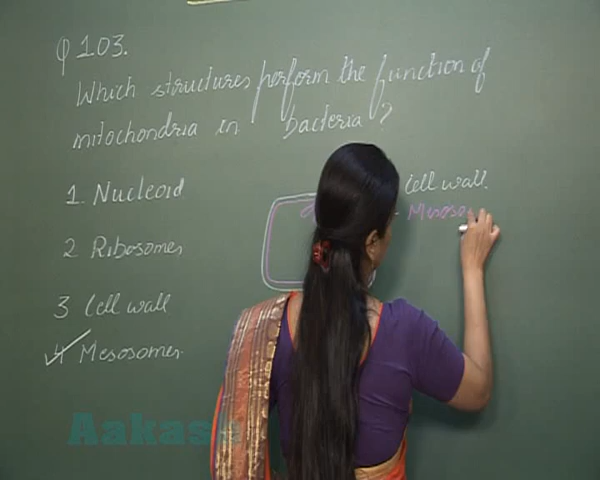 Q 103.
Which structures perform the function of
mitochondria in bacteria ?
1. Nucleoid
2 Ribosomes
3 Cell wall
4 Mesosomes
Cell wall
Mesoso
Aakash